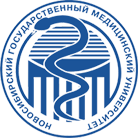 НОВОСИБИРСКИЙ ГОСУДАРСТВЕННЫЙ МЕДИЦИНСКИЙ УНИВЕРСИТЕТ